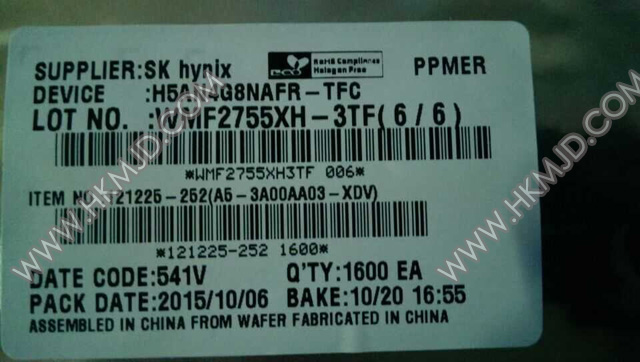 SUPPLIER:SK hynix
eco RoHS Compliance Halogen Free
PPMER
DEVICE :H5AN4G8NAFR-TFC
LOT NO. :WMF2755XH-3TF(6/6)
*WMF2755XH3TF 006*
ITEM NO.:121225-252(A5-3A00AA03-XDV)
*121225-252 1600*
DATE CODE:541V Q'TY:1600 EA
PACK DATE:2015/10/06 BAKE:10/20 16:55
ASSEMBLED IN CHINA FROM WAFER FABRICATED IN CHINA
WWW.HKMJD.COM
WWW.HKMJD.COM
WWW.HKMJD.COM